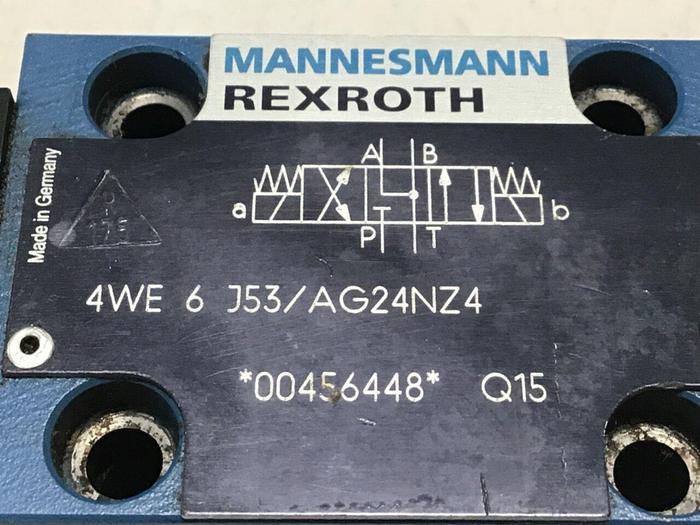 MANNESMANN
REXROTH
Made in Germany
A B
a b
P T
4WE 6 J53/AG24NZ4
*00456448* Q15